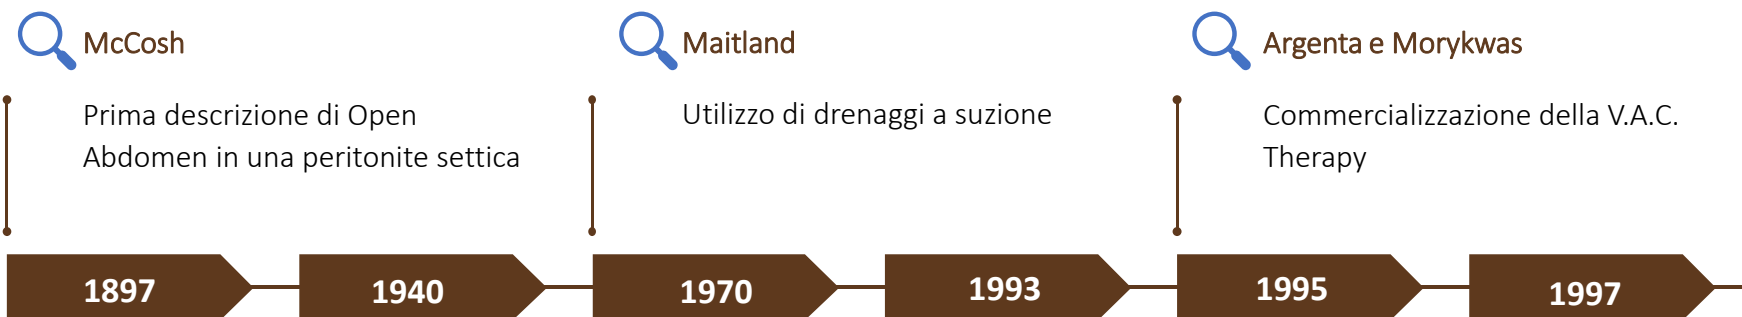 McCosh
Prima descrizione di Open
Abdomen in una peritonite settica
Maitland
Utilizzo di drenaggi a suzione
Argenta e Morykwas
Commercializzazione della V.A.C.
Therapy
1897
1940
1970
1993
1995
1997